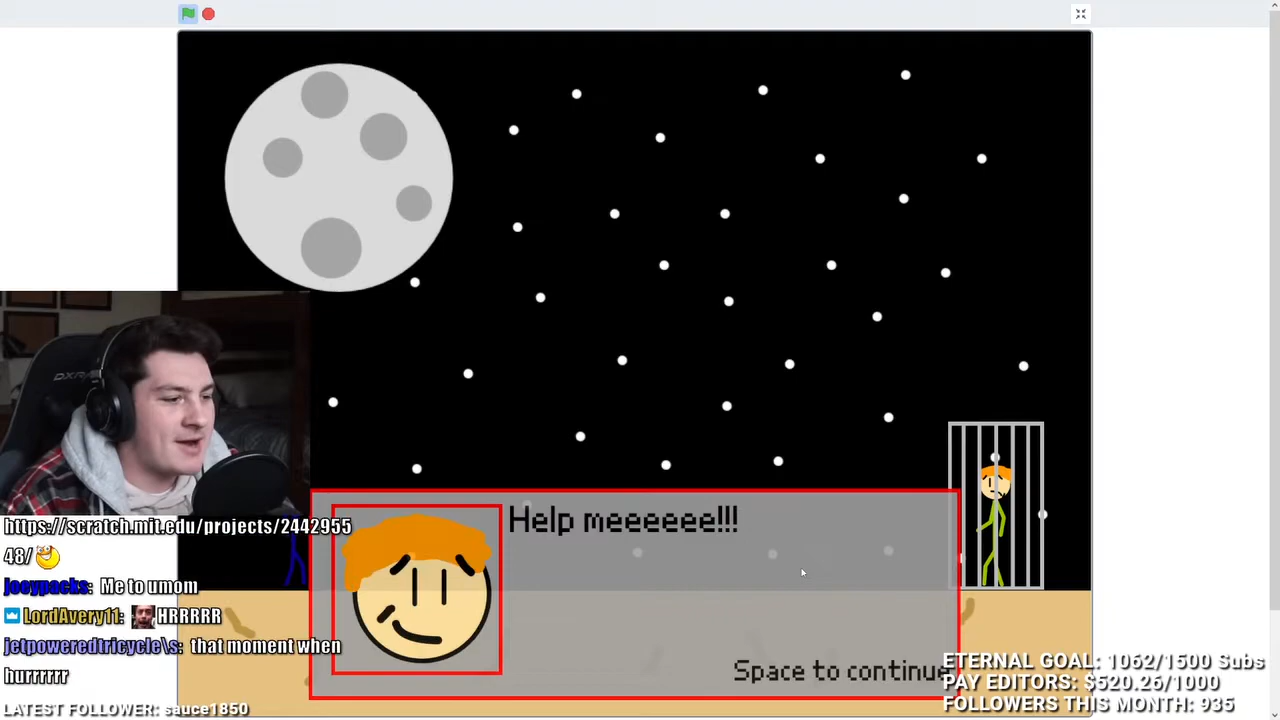 DXRA
Help meeeeee!!!
Space to continue
https://scratch.mit.edu/projects/2442955
48/
joeypacks: Me to umom
LordAvery11: HRRRRR
jetpoweredtricycle\s: that moment when
hurrrrrr
LATEST FOLLOWER: sauce1850
ETERNAL GOAL: 1062/1500 Subs
PAY EDITORS: $520.26/1000
FOLLOWERS THIS MONTH: 935